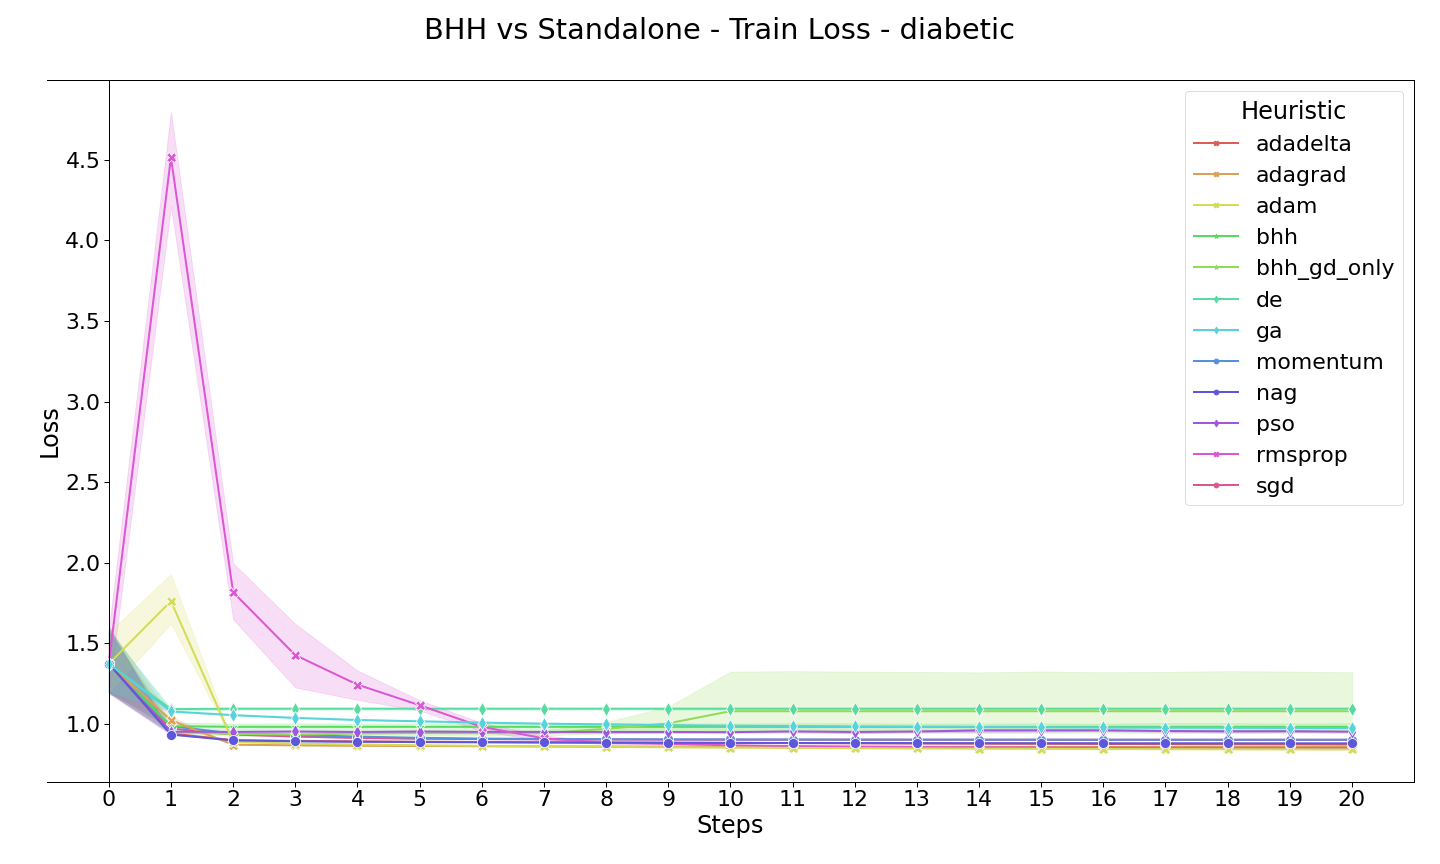 BHH vs Standalone - Train Loss - diabetic
Heuristic
adadelta
adagrad
adam
bhh
bhh_gd_only
de
ga
momentum
nag
pso
rmsprop
sgd
Loss
4.5
4.0
3.5
3.0
2.5
2.0
1.5
1.0
0 1 2 3 4 5 6 7 8 9 10 11 12 13 14 15 16 17 18 19 20
Steps